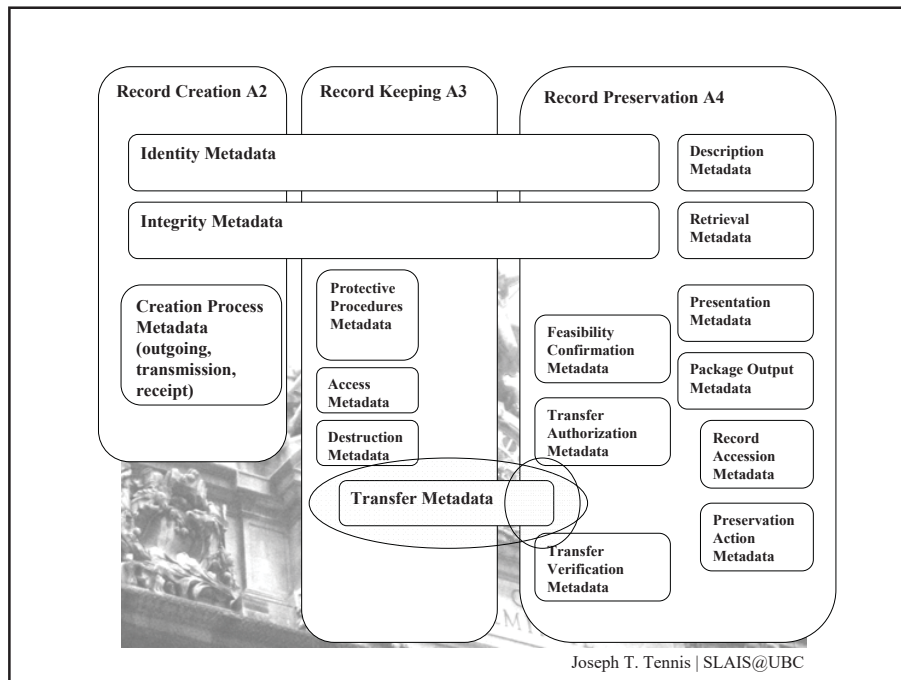 Record Creation A2
Record Keeping A3
Record Preservation A4
Identity Metadata
Description
Metadata
Integrity Metadata
Retrieval
Metadata
Creation Process
Metadata
(outgoing,
transmission,
receipt)
Protective
Procedures
Metadata
Access
Metadata
Destruction
Metadata
Transfer Metadata
Feasibility
Confirmation
Metadata
Transfer
Authorization
Metadata
Transfer
Verification
Metadata
Presentation
Metadata
Package Output
Metadata
Record
Accession
Metadata
Preservation
Action
Metadata
Joseph T. Tennis | SLAIS@UBC